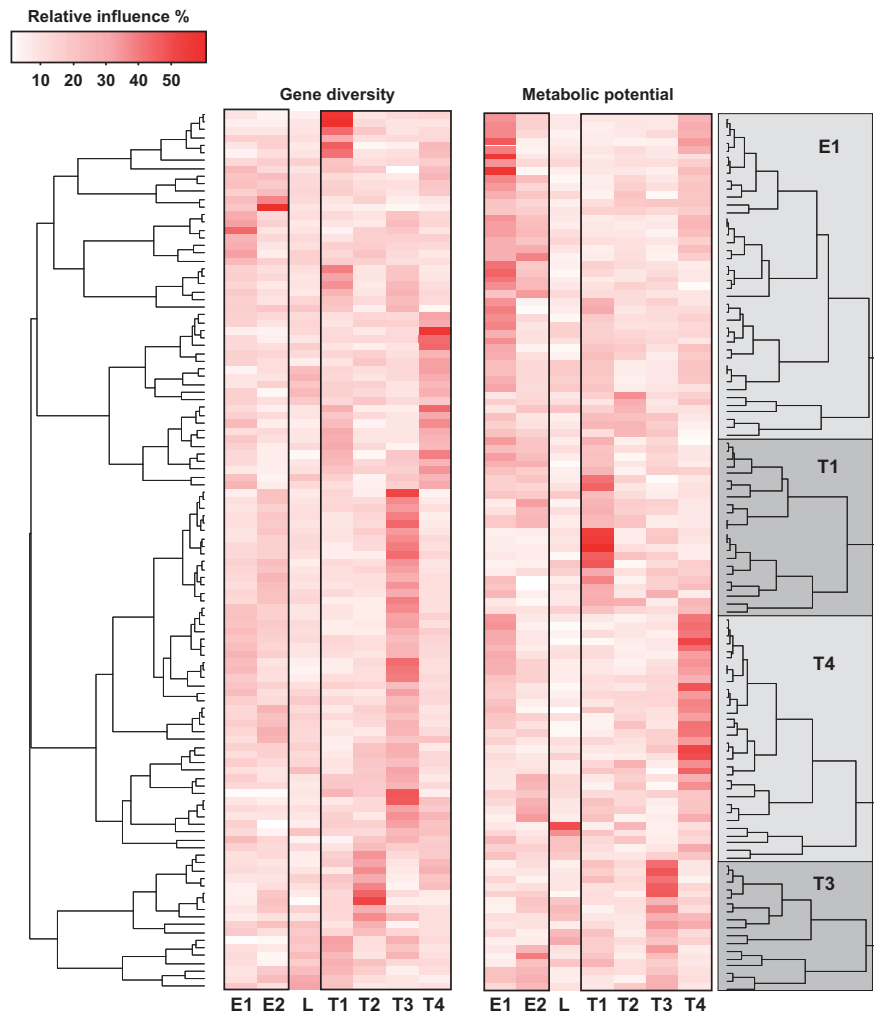 Relative influence %
10 20 30 40 50
Gene diversity Metabolic potential
E1
T1
T4
T3
E1 E2 L T1 T2 T3 T4 E1 E2 L T1 T2 T3 T4